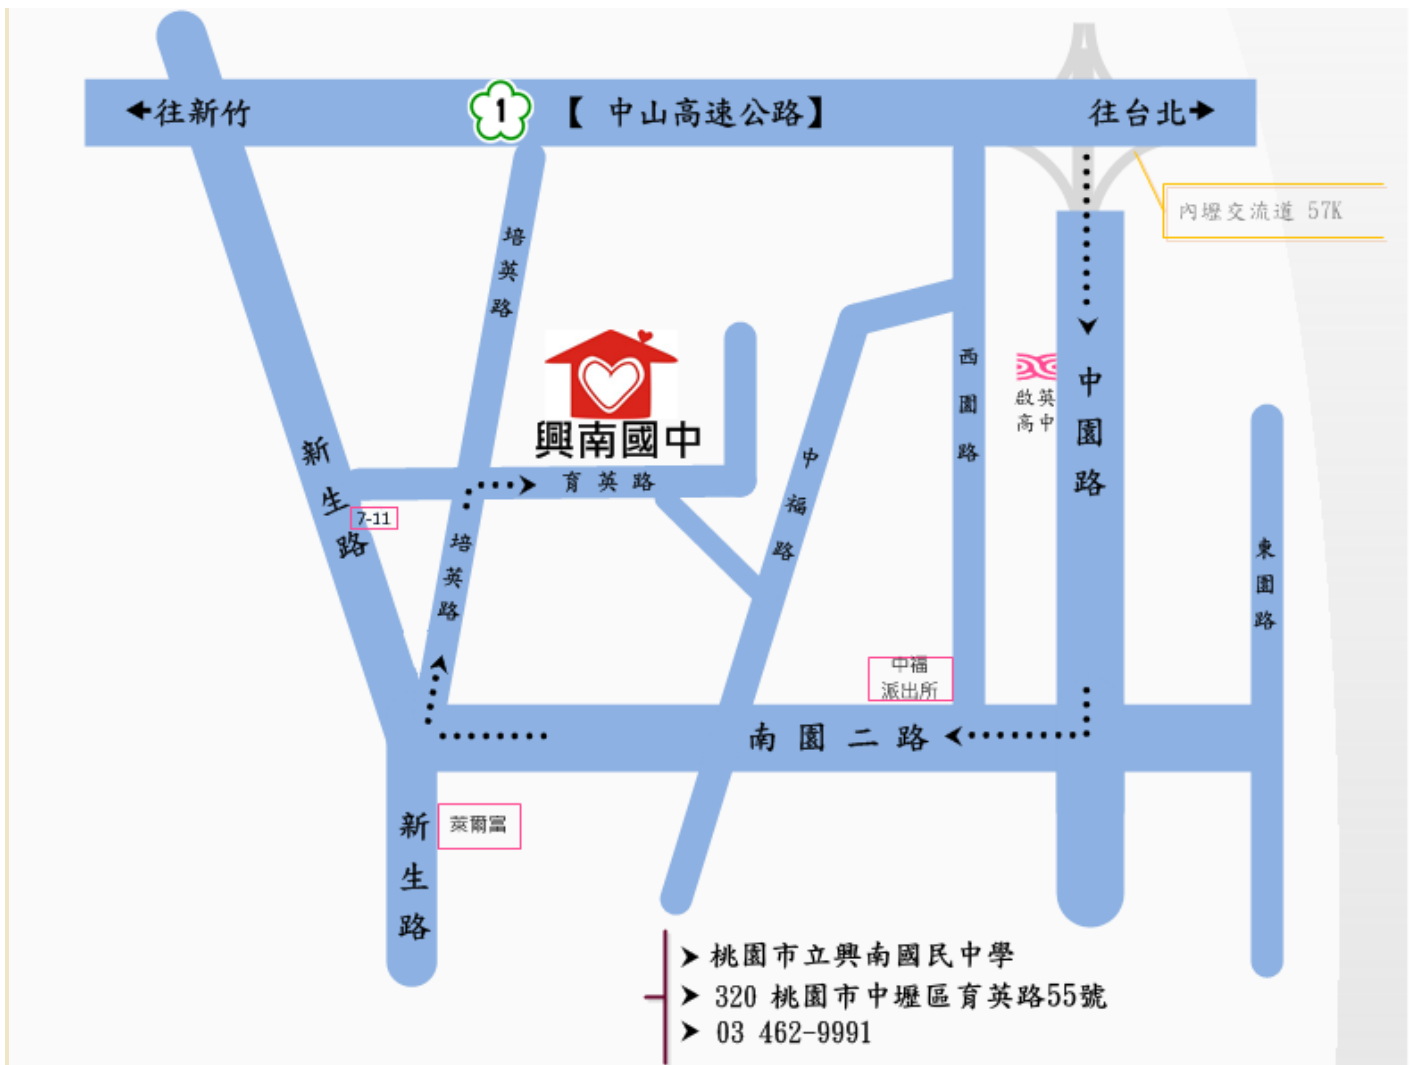 ←往新竹
1
【 中山高速公路】
往台北→
內壢交流道 57K
培英路
興南國中
育英路
新生路
7-11
培英路
中福路
西園路
啟英
高中
中園路
東園路
中福
派出所
南園二路
新生路
萊爾富
➤ 桃園市立興南國民中學
➤ 320 桃園市中壢區育英路55號
➤ 03 462-9991